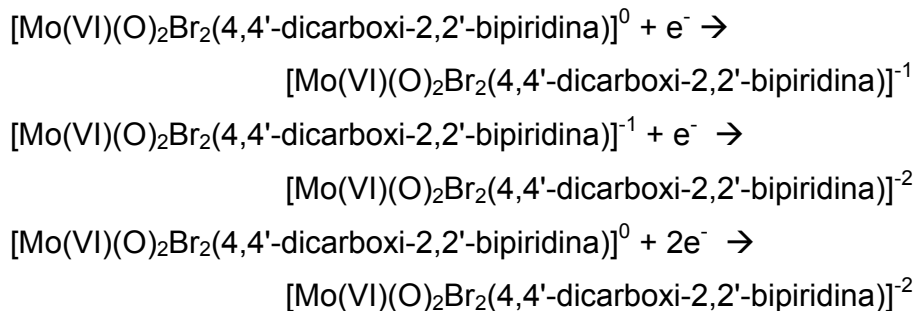 [Mo(VI)(O)₂Br₂(4,4'-dicarboxi-2,2'-bipiridina)]⁰ + e⁻ →
[Mo(VI)(O)₂Br₂(4,4'-dicarboxi-2,2'-bipiridina)]⁻¹
[Mo(VI)(O)₂Br₂(4,4'-dicarboxi-2,2'-bipiridina)]⁻¹ + e⁻ →
[Mo(VI)(O)₂Br₂(4,4'-dicarboxi-2,2'-bipiridina)]⁻²
[Mo(VI)(O)₂Br₂(4,4'-dicarboxi-2,2'-bipiridina)]⁰ + 2e⁻ →
[Mo(VI)(O)₂Br₂(4,4'-dicarboxi-2,2'-bipiridina)]⁻²